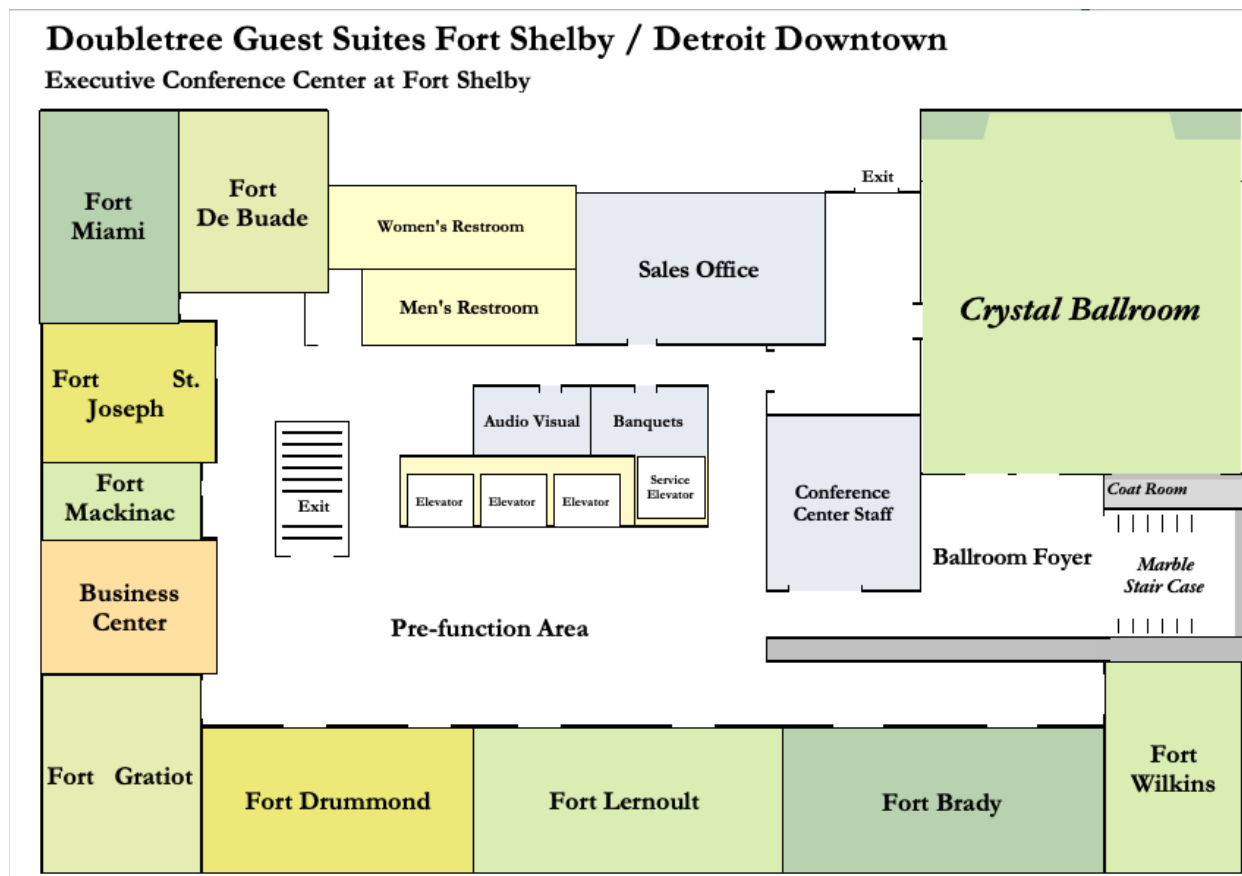 Doubletree Guest Suites Fort Shelby / Detroit Downtown
Executive Conference Center at Fort Shelby
Fort
Miami
Fort
De Buade
Women's Restroom
Men's Restroom
Sales Office
Exit
Crystal Ballroom
Fort St.
Joseph
Audio Visual
Banquets
Fort
Mackinac
Exit
Elevator
Elevator
Elevator
Service
Elevator
Conference
Center Staff
Coat Room
Ballroom Foyer
Marble
Stair Case
Business
Center
Pre-function Area
Fort Gratiot
Fort Drummond
Fort Lernoult
Fort Brady
Fort
Wilkins